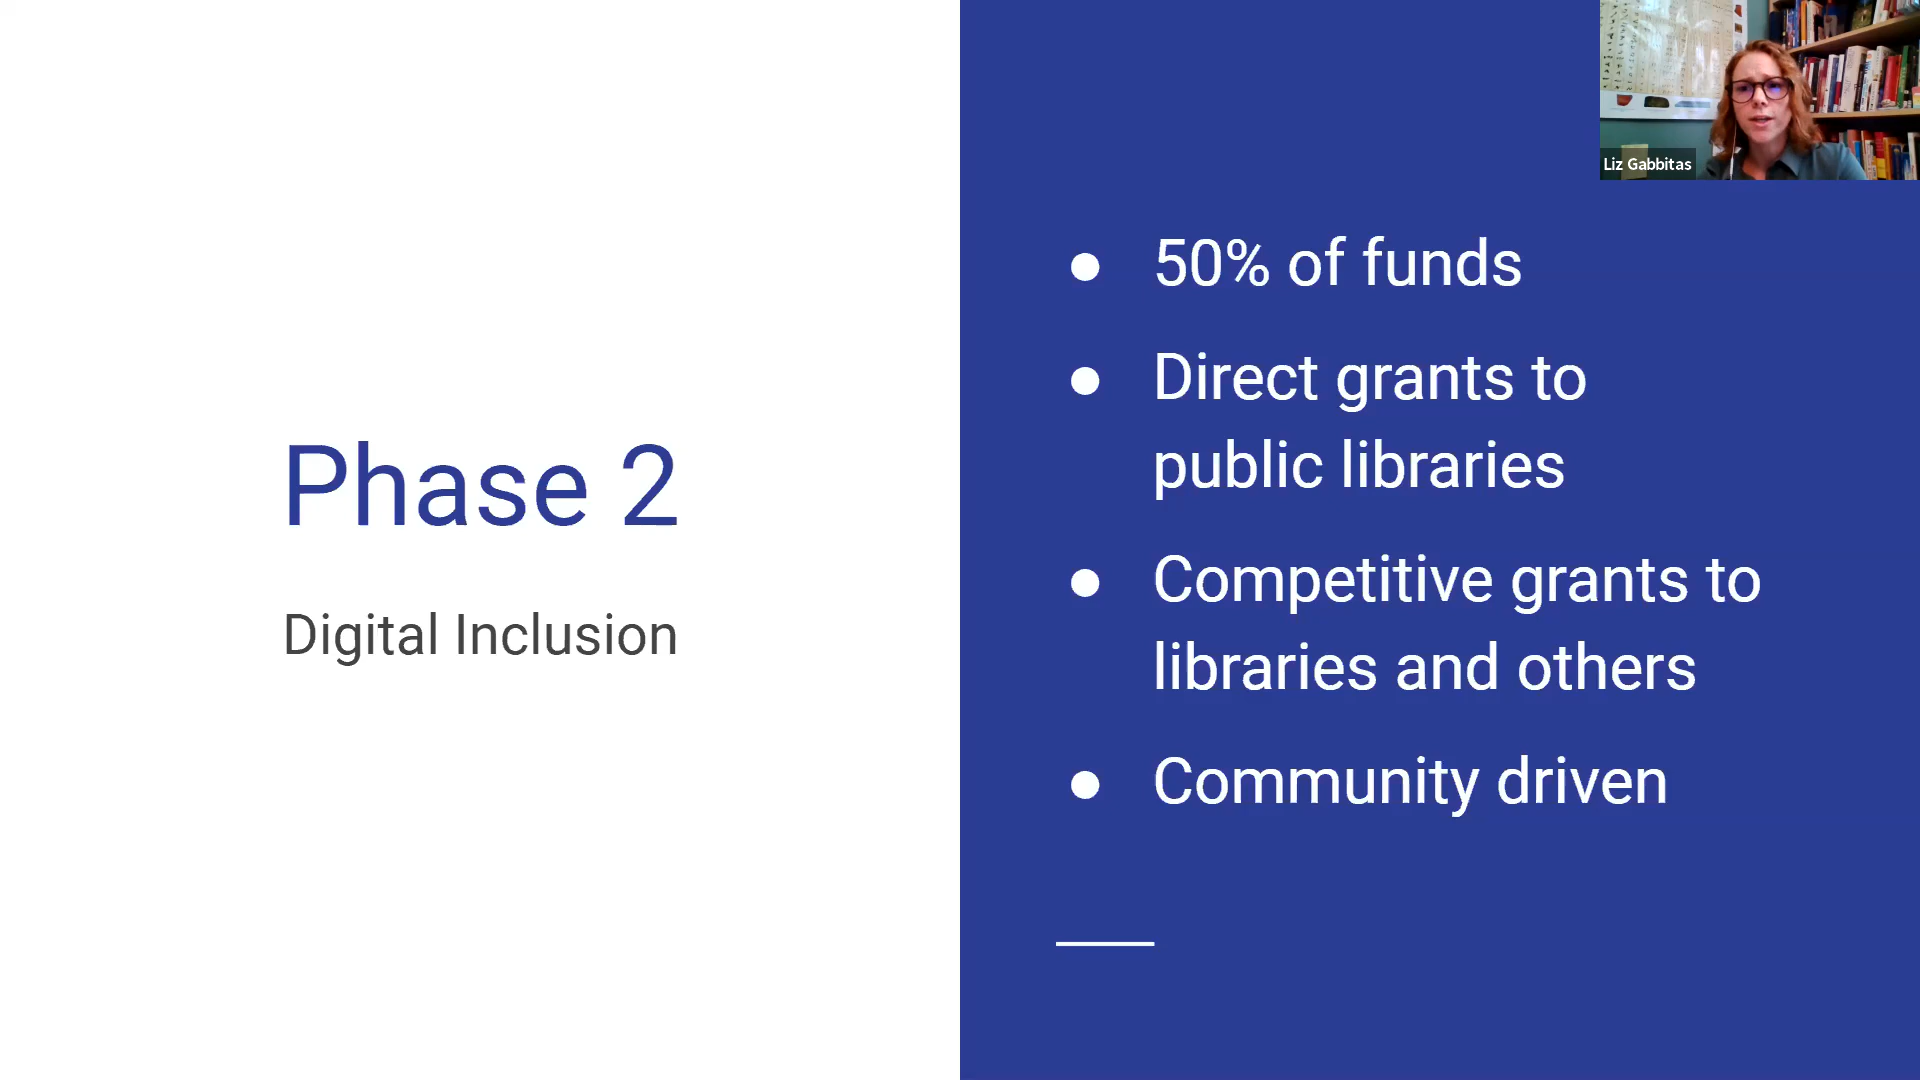 Phase 2
Digital Inclusion
50% of funds
Direct grants to
public libraries
Competitive grants to
libraries and others
Community driven
Liz Gabbitas